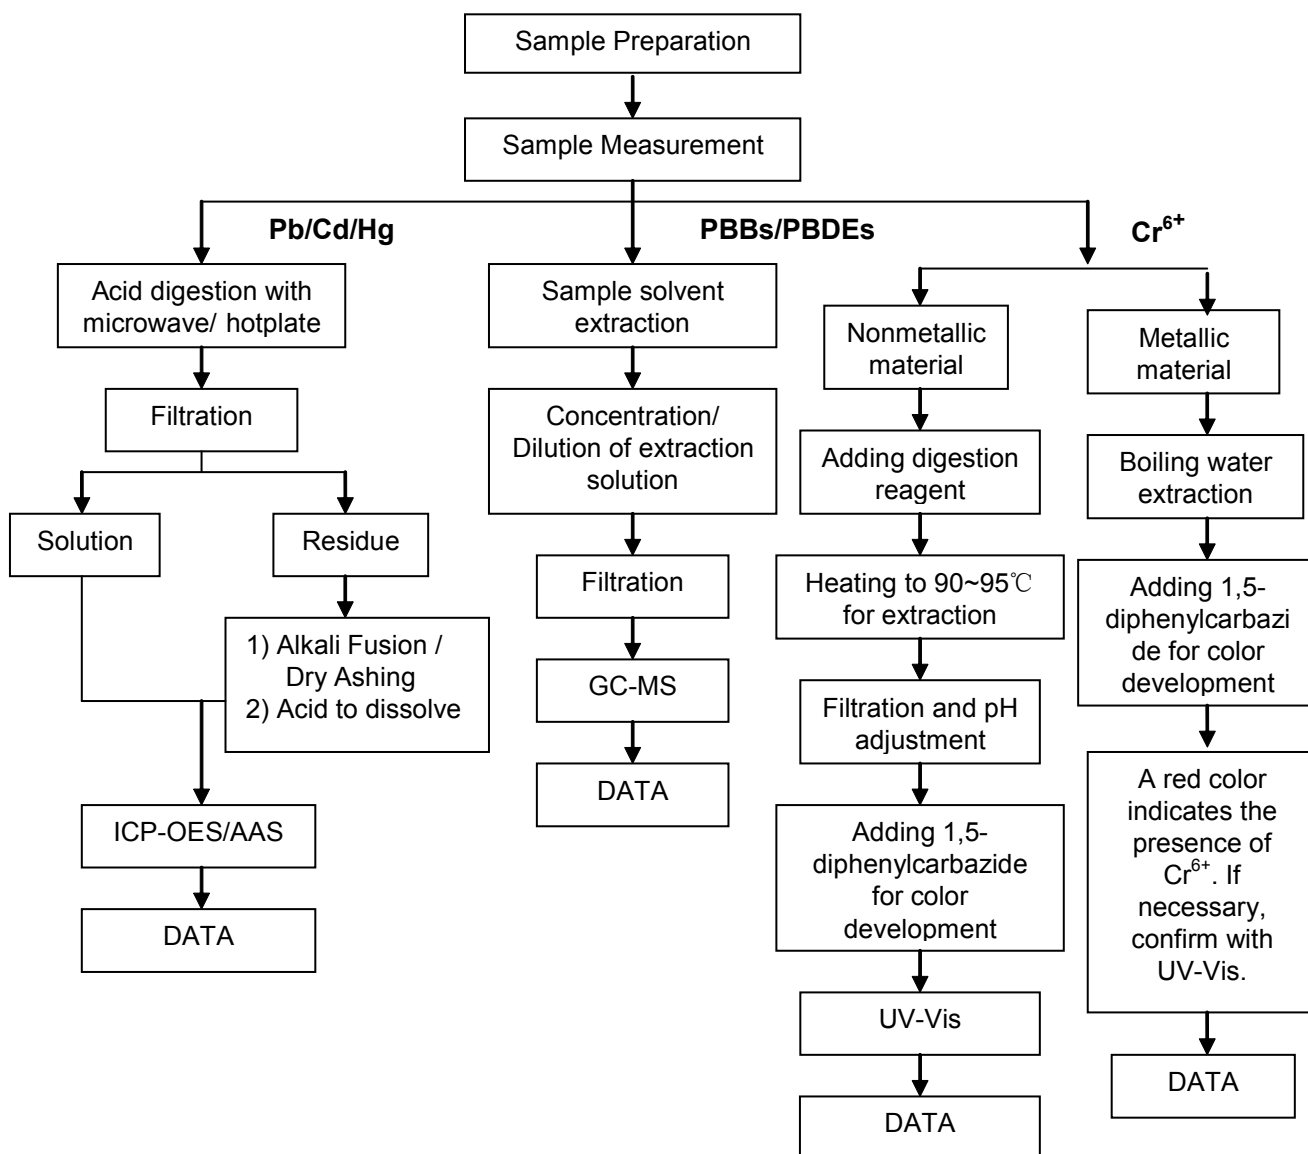 Sample Preparation
Sample Measurement
Pb/Cd/Hg
PBBs/PBDEs
Cr⁶⁺
Acid digestion with
microwave/ hotplate
Filtration
Solution
Residue
1) Alkali Fusion /
Dry Ashing
2) Acid to dissolve
ICP-OES/AAS
DATA
Sample solvent
extraction
Concentration/
Dilution of extraction
solution
Filtration
GC-MS
DATA
Nonmetallic
material
Adding digestion
reagent
Heating to 90~95℃
for extraction
Filtration and pH
adjustment
Adding 1,5-
diphenylcarbazide
for color
development
UV-Vis
DATA
Metallic
material
Boiling water
extraction
Adding 1,5-
diphenylcarbazi
de for color
development
A red color
indicates the
presence of
Cr⁶⁺. If
necessary,
confirm with
UV-Vis.
DATA